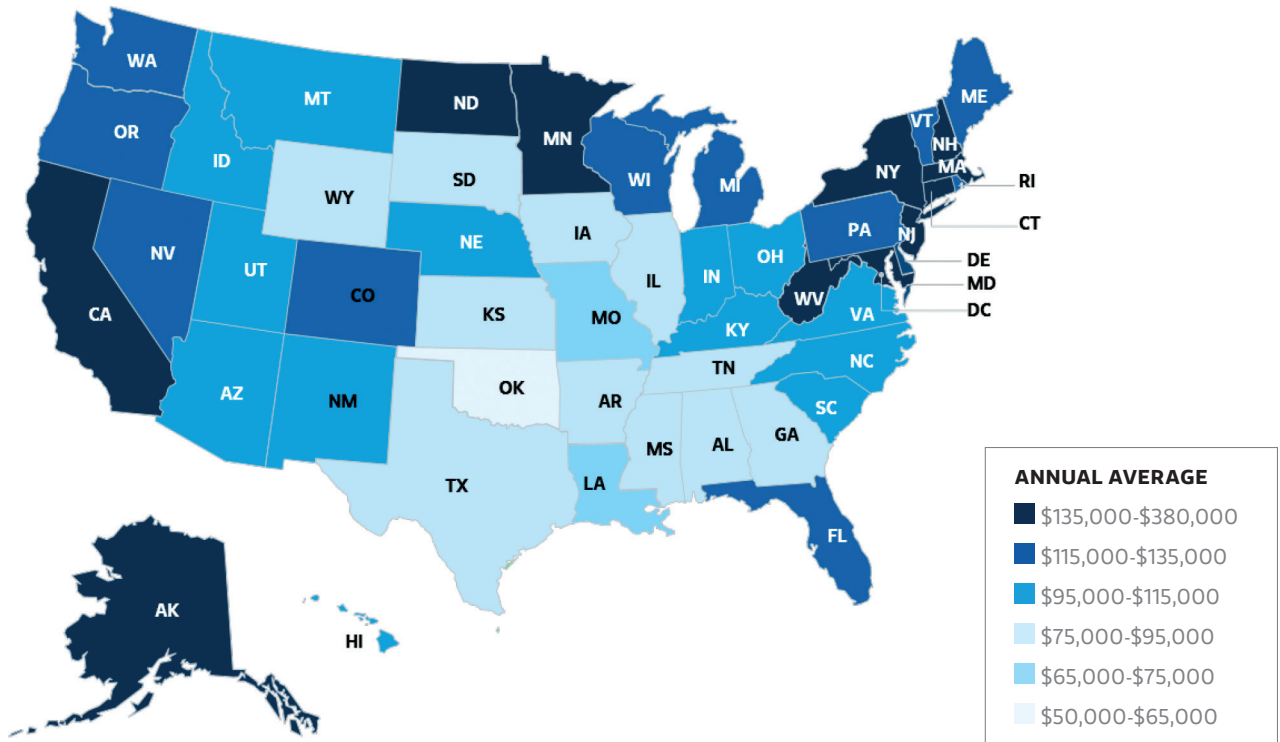 WA
MT
ND
MN
ME
VT
NH
OR
ID
SD
WI
MI
NY
MA
RI
WY
CT
NE
IA
PA
NJ
NV
UT
CO
IL
IN
OH
DE
MD
DC
CA
KS
MO
WV
VA
KY
NC
TN
AZ
NM
OK
AR
SC
MS
AL
GA
TX
LA
FL
AK
HI
ANNUAL AVERAGE
$135,000-$380,000
$115,000-$135,000
$95,000-$115,000
$75,000-$95,000
$65,000-$75,000
$50,000-$65,000